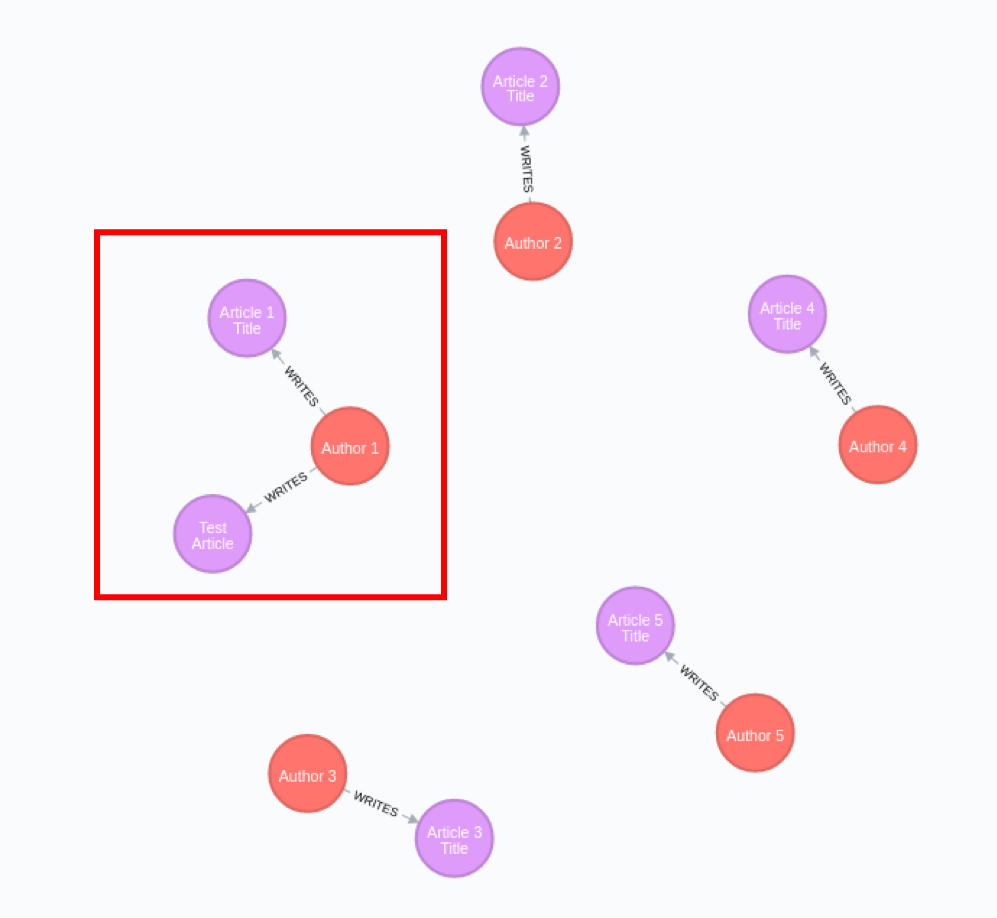 Article 2
Title
WRITES
Author 2
Article 1
Title
WRITES
Author 1
WRITES
Test
Article
Article 4
Title
WRITES
Author 4
Article 5
Title
WRITES
Author 5
Author 3
WRITES
Article 3
Title